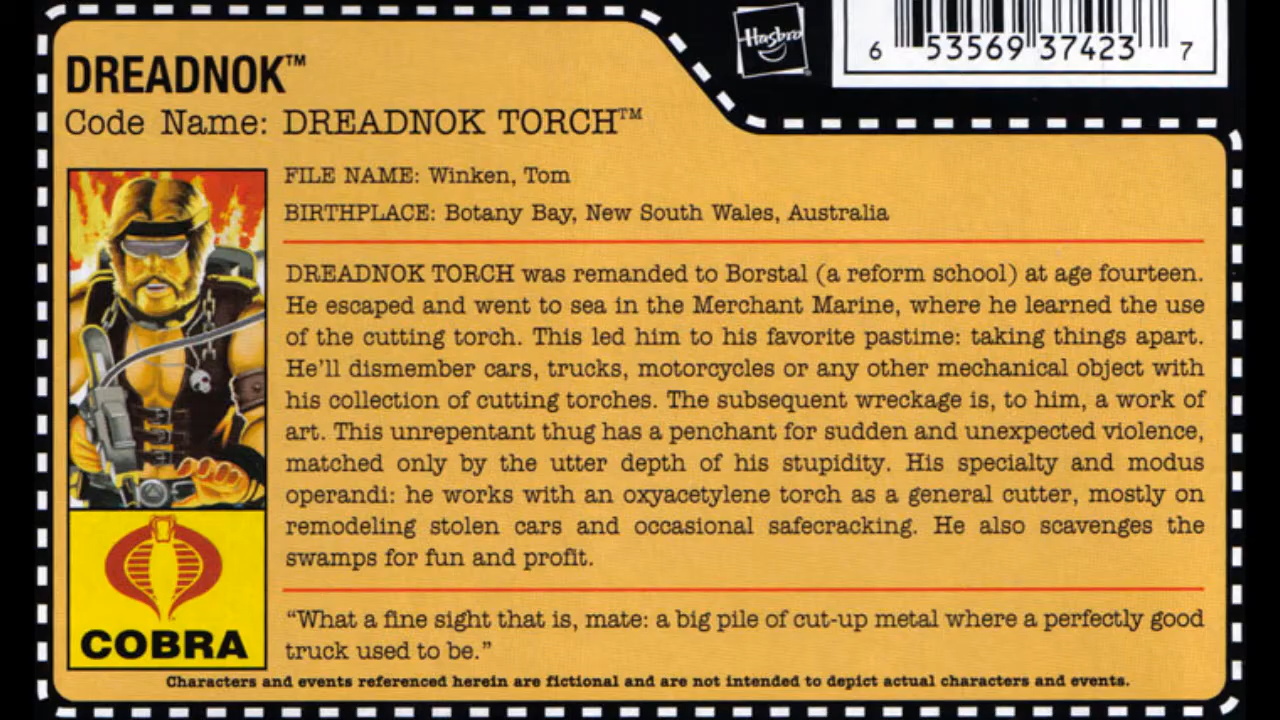 Hasbro
6 53569 37423 7
DREADNOK™
Code Name: DREADNOK TORCH™
FILE NAME: Winken, Tom
BIRTHPLACE: Botany Bay, New South Wales, Australia
DREADNOK TORCH was remanded to Borstal (a reform school) at age fourteen.
He escaped and went to sea in the Merchant Marine, where he learned the use
of the cutting torch. This led him to his favorite pastime: taking things apart.
He'll dismember cars, trucks, motorcycles or any other mechanical object with
his collection of cutting torches. The subsequent wreckage is, to him, a work of
art. This unrepentant thug has a penchant for sudden and unexpected violence,
matched only by the utter depth of his stupidity. His specialty and modus
operandi: he works with an oxyacetylene torch as a general cutter, mostly on
remodeling stolen cars and occasional safecracking. He also scavenges the
swamps for fun and profit.
“What a fine sight that is, mate: a big pile of cut-up metal where a perfectly good
truck used to be.”
COBRA
Characters and events referenced herein are fictional and are not intended to depict actual characters and events.